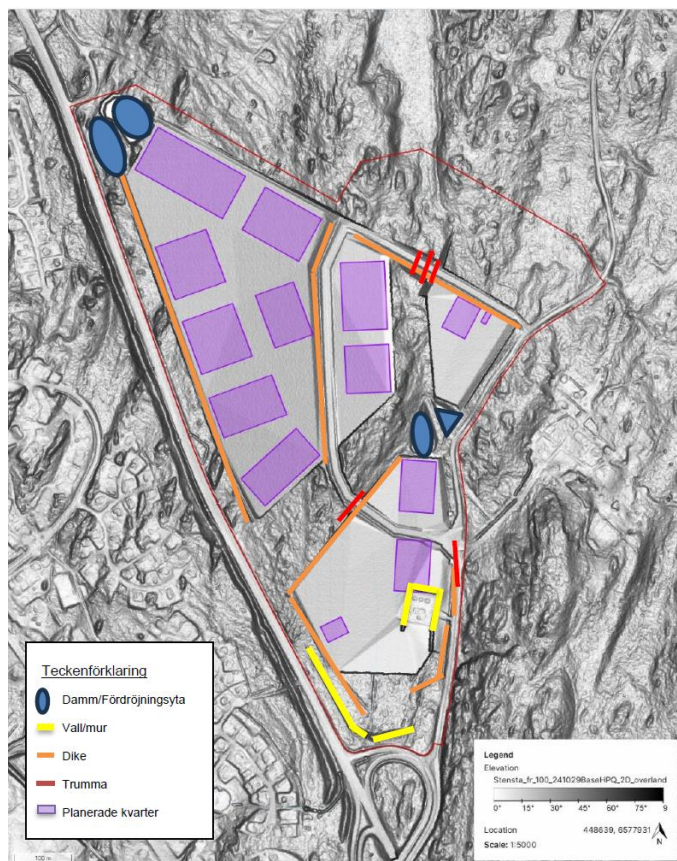 Teckenförklaring
Damm/Fördröjningsyta
Vall/mur
Dike
Trumma
Planerade kvarter
Legend
Elevation
Stensta_fr_100_241029BaseHPQ_2D_overland
0° 15° 30° 45° 60° 75° 9
Location 448639, 6577931
Scale: 1:5000
N
100 m